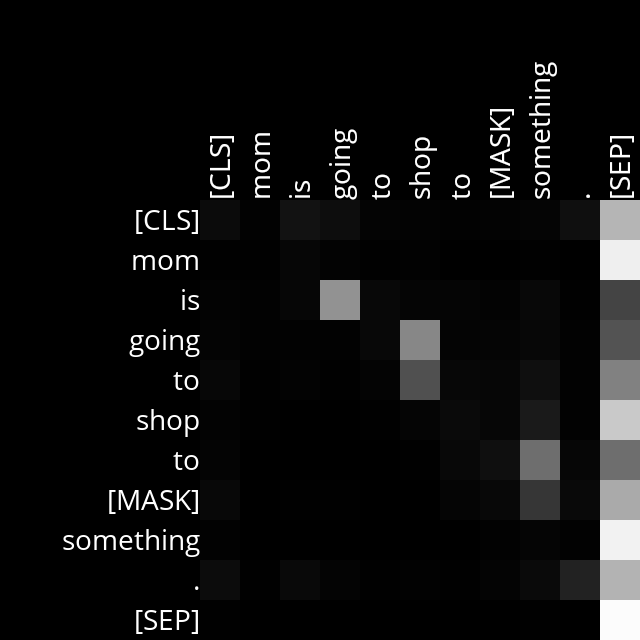 [CLS]
mom
is
going
to
shop
to
[MASK]
something
.
[SEP]
[CLS]
mom
is
going
to
shop
to
[MASK]
something
.
[SEP]